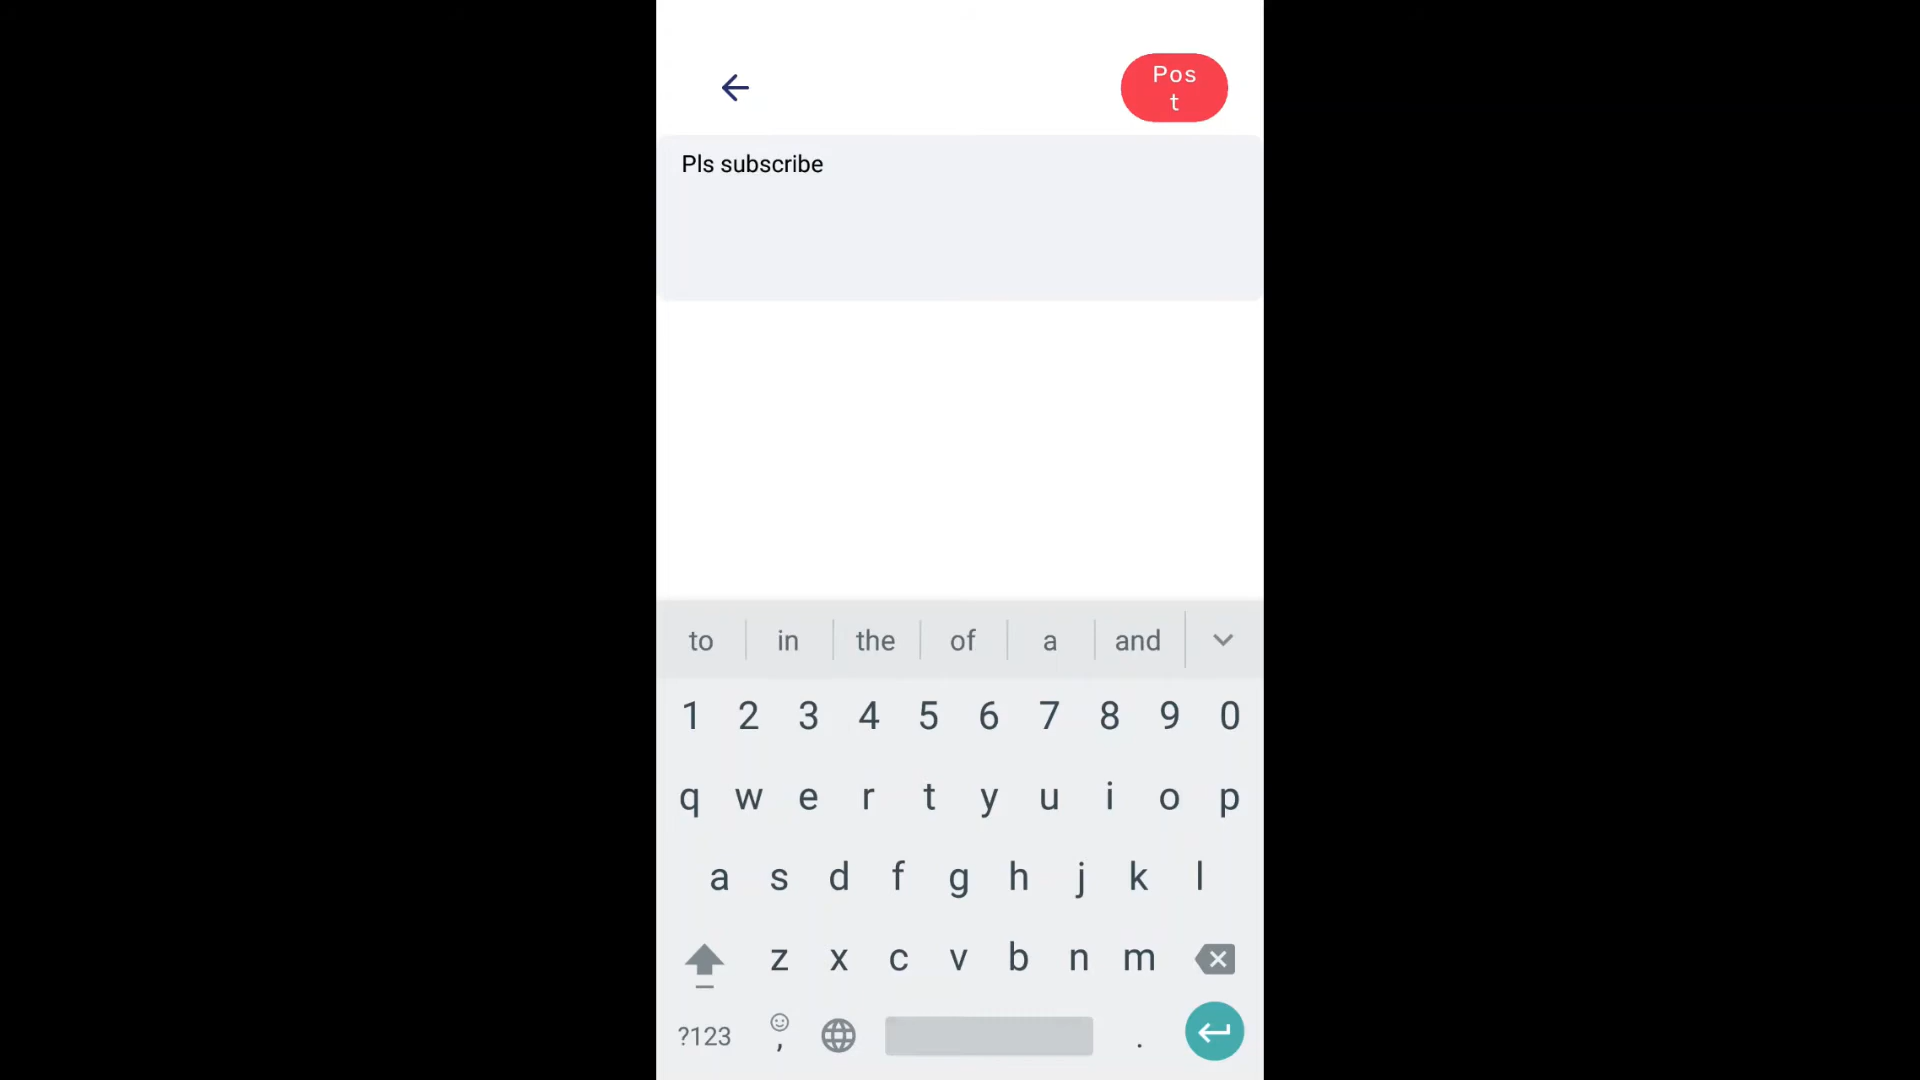 Pos
t
Pls subscribe
to in the of a and
1 2 3 4 5 6 7 8 9 0
q w e r t y u i o p
a s d f g h j k l
z x c v b n m
?123 , .